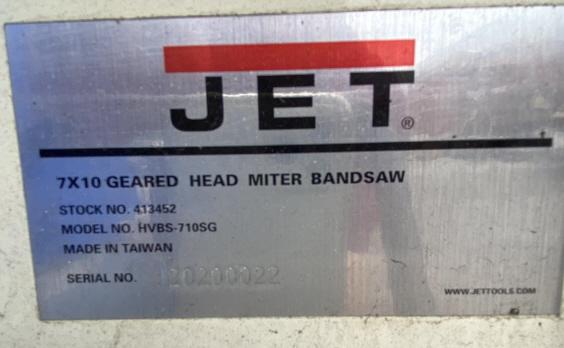 JET®
7X10 GEARED HEAD MITER BANDSAW
STOCK NO. 413452
MODEL NO. HVBS-710SG
MADE IN TAIWAN
SERIAL NO.
WWW.JETTOOLS.COM